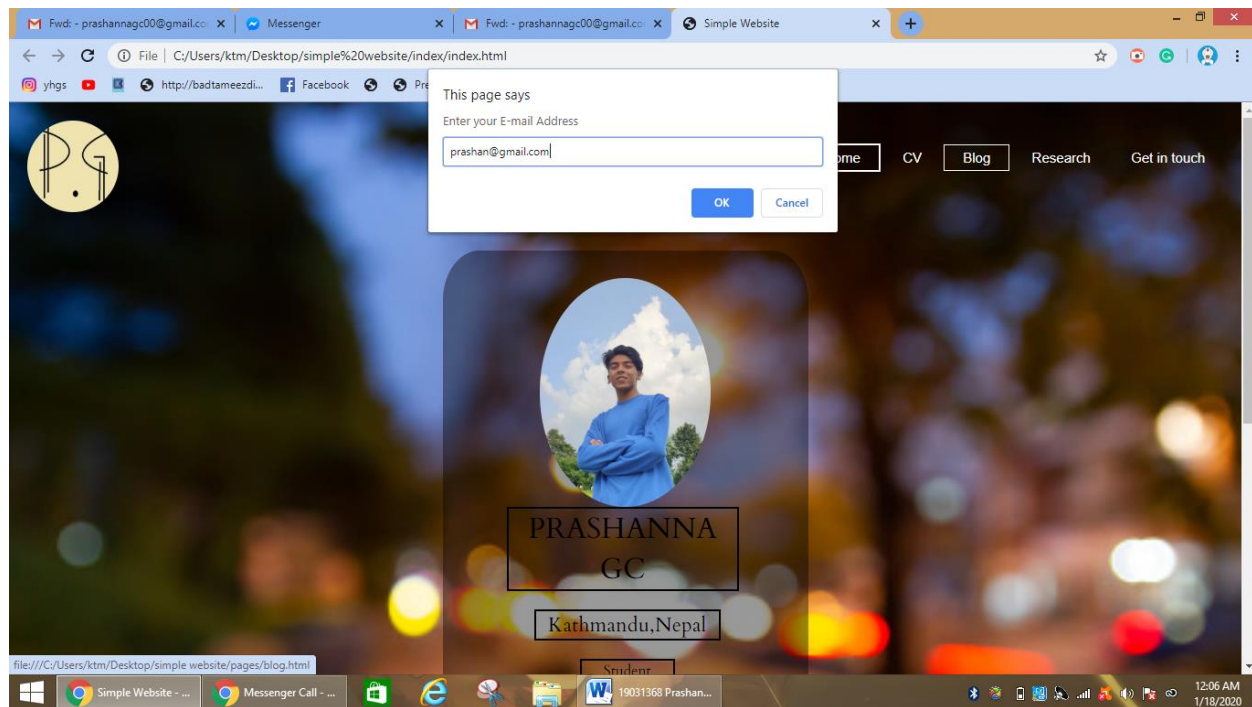 Fwd: - prashannagc00@gmail.co
Messenger
Fwd: - prashannagc00@gmail.co
Simple Website
File | C:/Users/ktm/Desktop/simple%20website/index/index.html
yhgs
http://badtameezdi...
Facebook
This page says
Enter your E-mail Address
prashan@gmail.com
OK
Cancel
P.G
CV
Blog
Research
Get in touch
PRASHANNA
GC
Kathmandu,Nepal
Student
file:///C:/Users/ktm/Desktop/simple website/pages/blog.html
Simple Website - ...
Messenger Call - ...
19031368 Prashan...
12:06 AM
1/18/2020